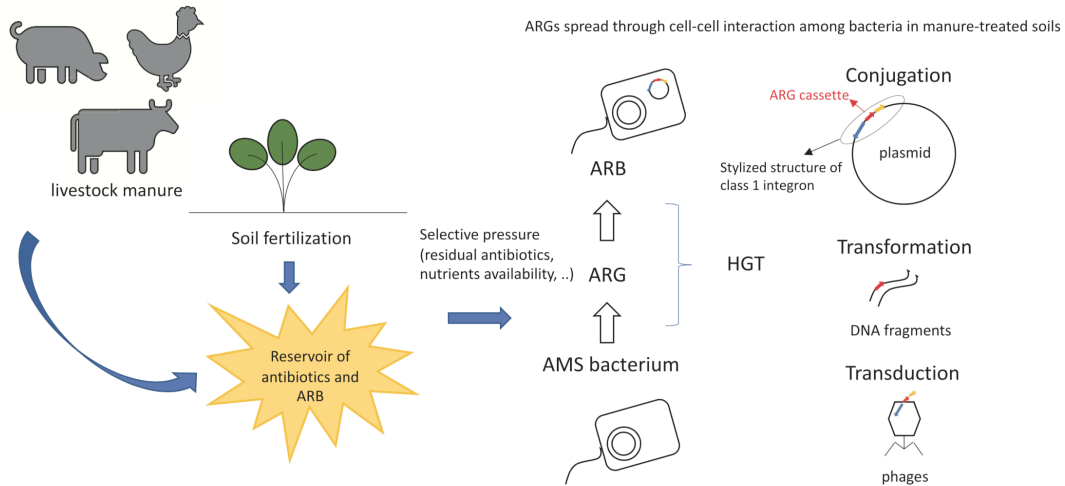 ARGs spread through cell-cell interaction among bacteria in manure-treated soils
livestock manure
Soil fertilization
Reservoir of
antibiotics and
ARB
Selective pressure
(residual antibiotics,
nutrients availability, ..)
ARB
ARG
AMS bacterium
HGT
Conjugation
ARG cassette
plasmid
Stylized structure of
class 1 integron
Transformation
DNA fragments
Transduction
phages